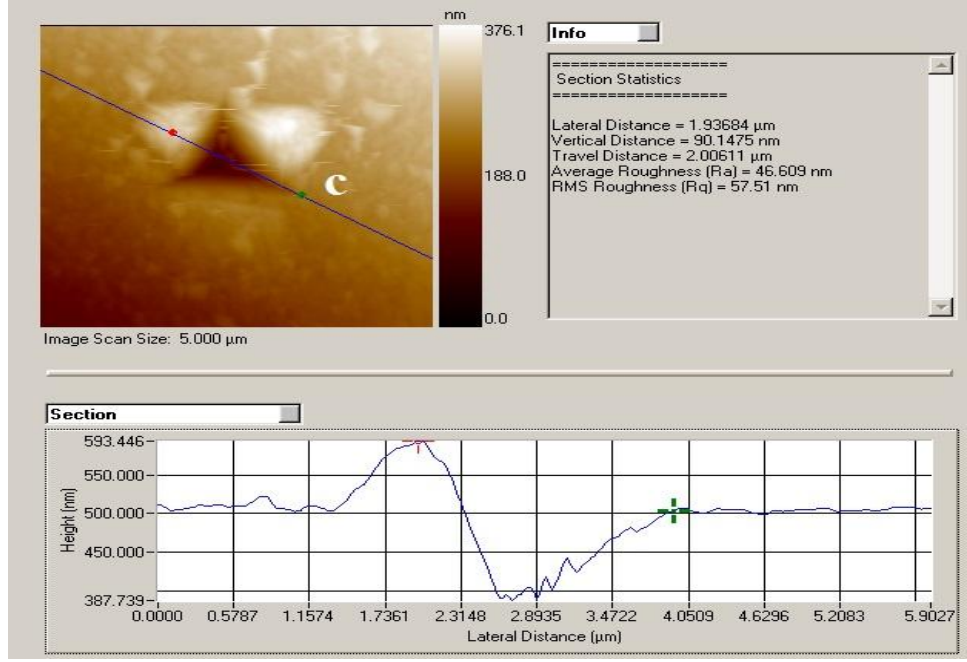 nm
376.1
188.0
0.0
c
Image Scan Size: 5.000 µm
Info
===================
Section Statistics
===================
Lateral Distance = 1.93684 µm
Vertical Distance = 90.1475 nm
Travel Distance = 2.00611 µm
Average Roughness (Ra) = 46.609 nm
RMS Roughness (Rq) = 57.51 nm
Section
593.446
550.000
500.000
450.000
387.739
Height (nm)
0.0000 0.5787 1.1574 1.7361 2.3148 2.8935 3.4722 4.0509 4.6296 5.2083 5.9027
Lateral Distance (µm)